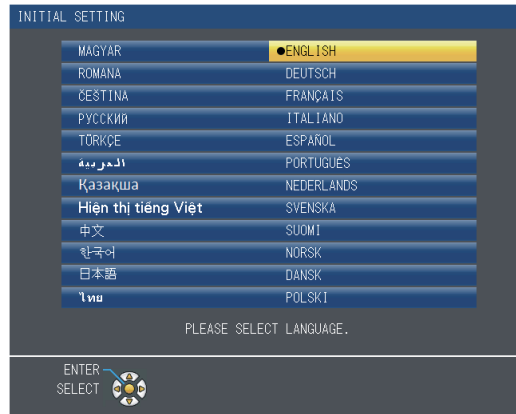 INITIAL SETTING
MAGYAR ●ENGLISH
ROMANA DEUTSCH
ČEŠTINA FRANÇAIS
РУССКИЙ ITALIANO
TÜRKÇE ESPAÑOL
العربية PORTUGUÊS
Қазақша NEDERLANDS
Hiện thị tiếng Việt SVENSKA
中文 SUOMI
한국어 NORSK
日本語 DANSK
ไทย POLSKI
PLEASE SELECT LANGUAGE.
ENTER
SELECT